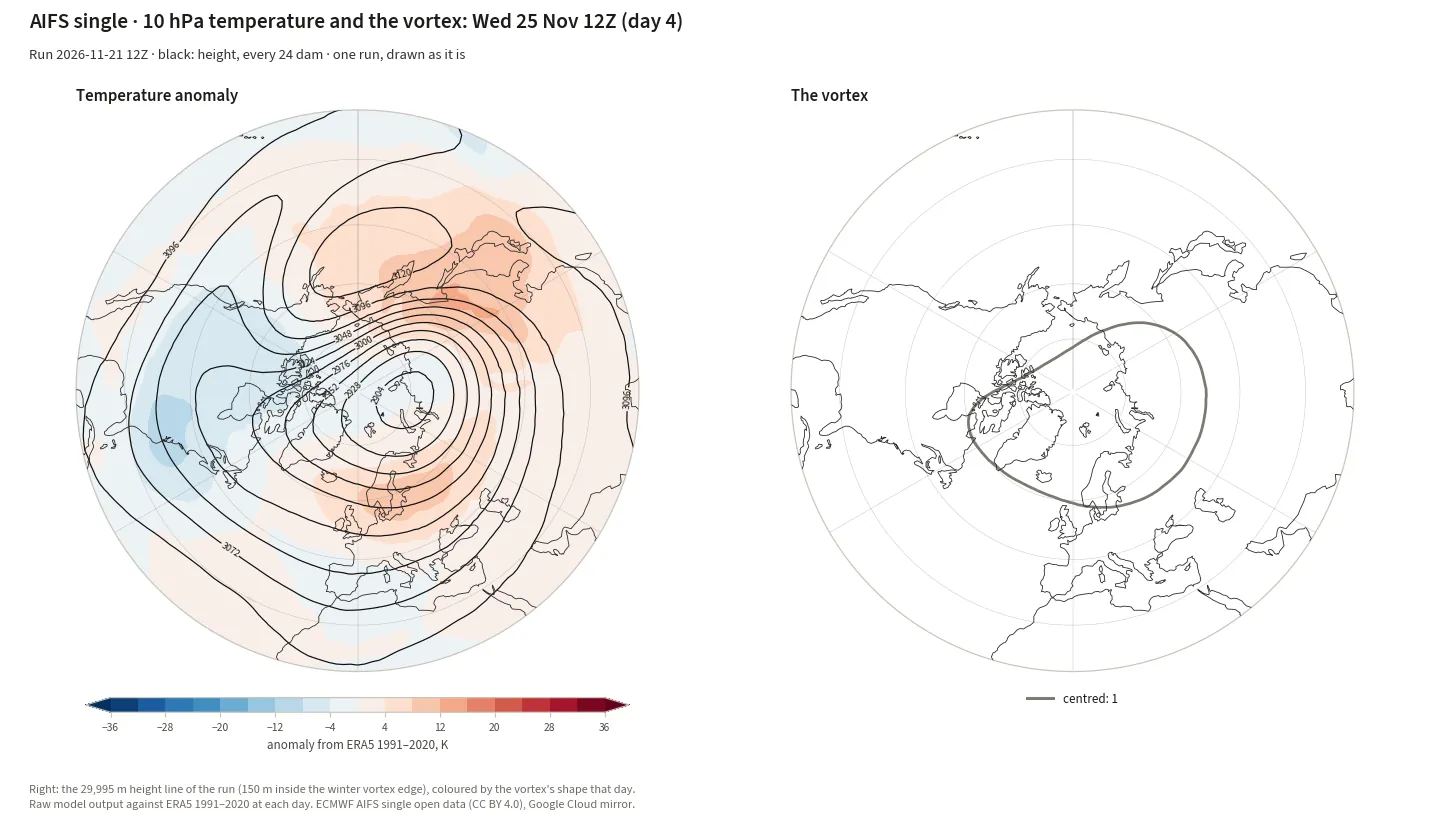 AIFS single · 10 hPa temperature and the vortex: Wed 25 Nov 12Z (day 4)
Run 2026-11-21 12Z · black: height, every 24 dam · one run, drawn as it is
Temperature anomaly
The vortex
3096
3120
3096
3048
3000
2976
2928
2904
3096
3072
−36 −28 −20 −12 −4 4 12 20 28 36
anomaly from ERA5 1991–2020, K
centred: 1
Right: the 29,995 m height line of the run (150 m inside the winter vortex edge), coloured by the vortex's shape that day.
Raw model output against ERA5 1991–2020 at each day. ECMWF AIFS single open data (CC BY 4.0), Google Cloud mirror.